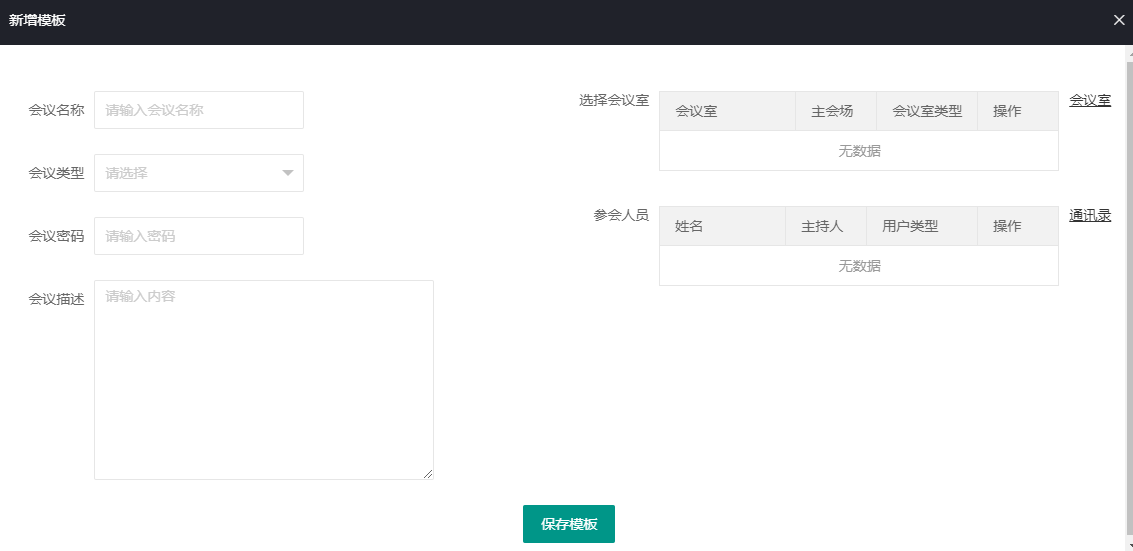 新增模板
会议名称 请输入会议名称
会议类型 请选择
会议密码 请输入密码
会议描述 请输入内容
选择会议室 会议室 主会场 会议室类型 操作 会议室
无数据
参会人员 姓名 主持人 用户类型 操作 通讯录
无数据
保存模板